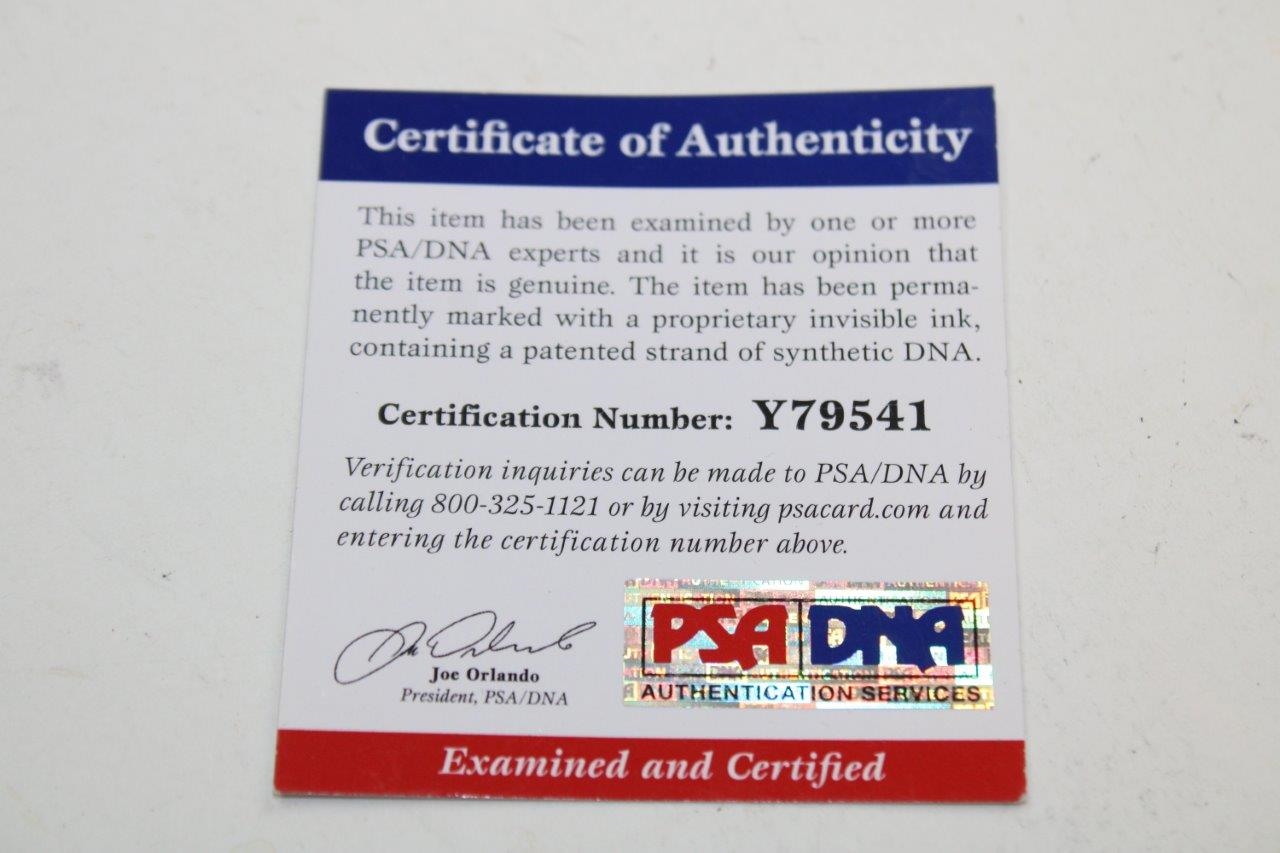 Certificate of Authenticity
This item has been examined by one or more
PSA/DNA experts and it is our opinion that
the item is genuine. The item has been perma-
nently marked with a proprietary invisible ink,
containing a patented strand of synthetic DNA.
Certification Number: Y79541
Verification inquiries can be made to PSA/DNA by
calling 800-325-1121 or by visiting psacard.com and
entering the certification number above.
Joe Orlando
President, PSA/DNA
PSA DNA
AUTHENTICATION SERVICES
Examined and Certified